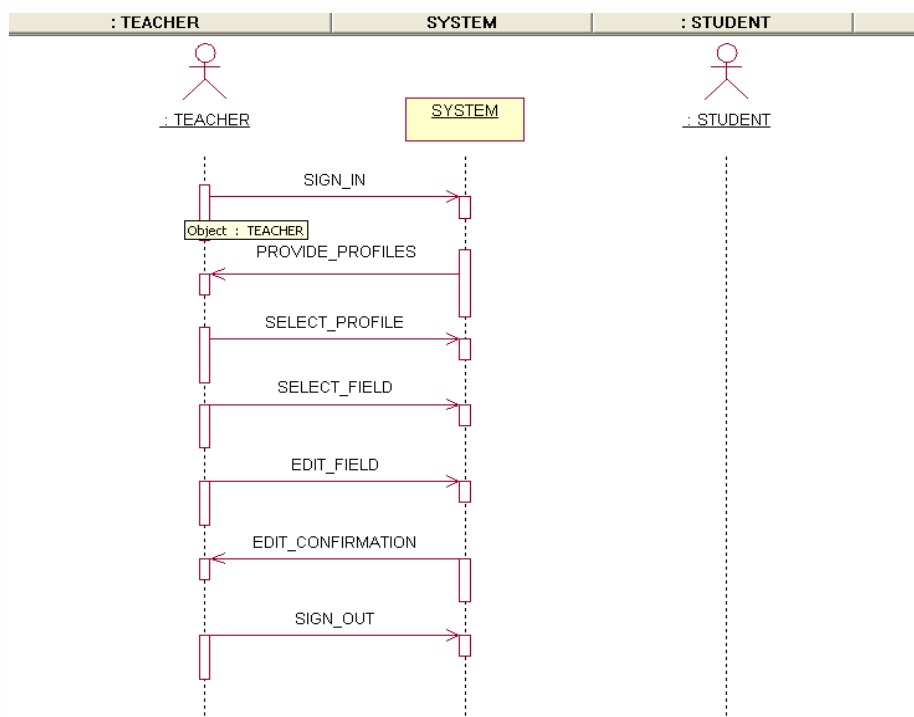 : TEACHER SYSTEM : STUDENT
: TEACHER
SYSTEM
: STUDENT
SIGN_IN
Object : TEACHER
PROVIDE_PROFILES
SELECT_PROFILE
SELECT_FIELD
EDIT_FIELD
EDIT_CONFIRMATION
SIGN_OUT